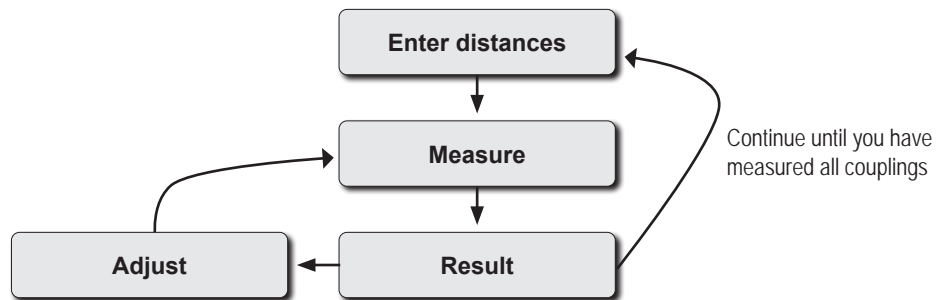 Enter distances
Measure
Continue until you have
measured all couplings
Adjust
Result